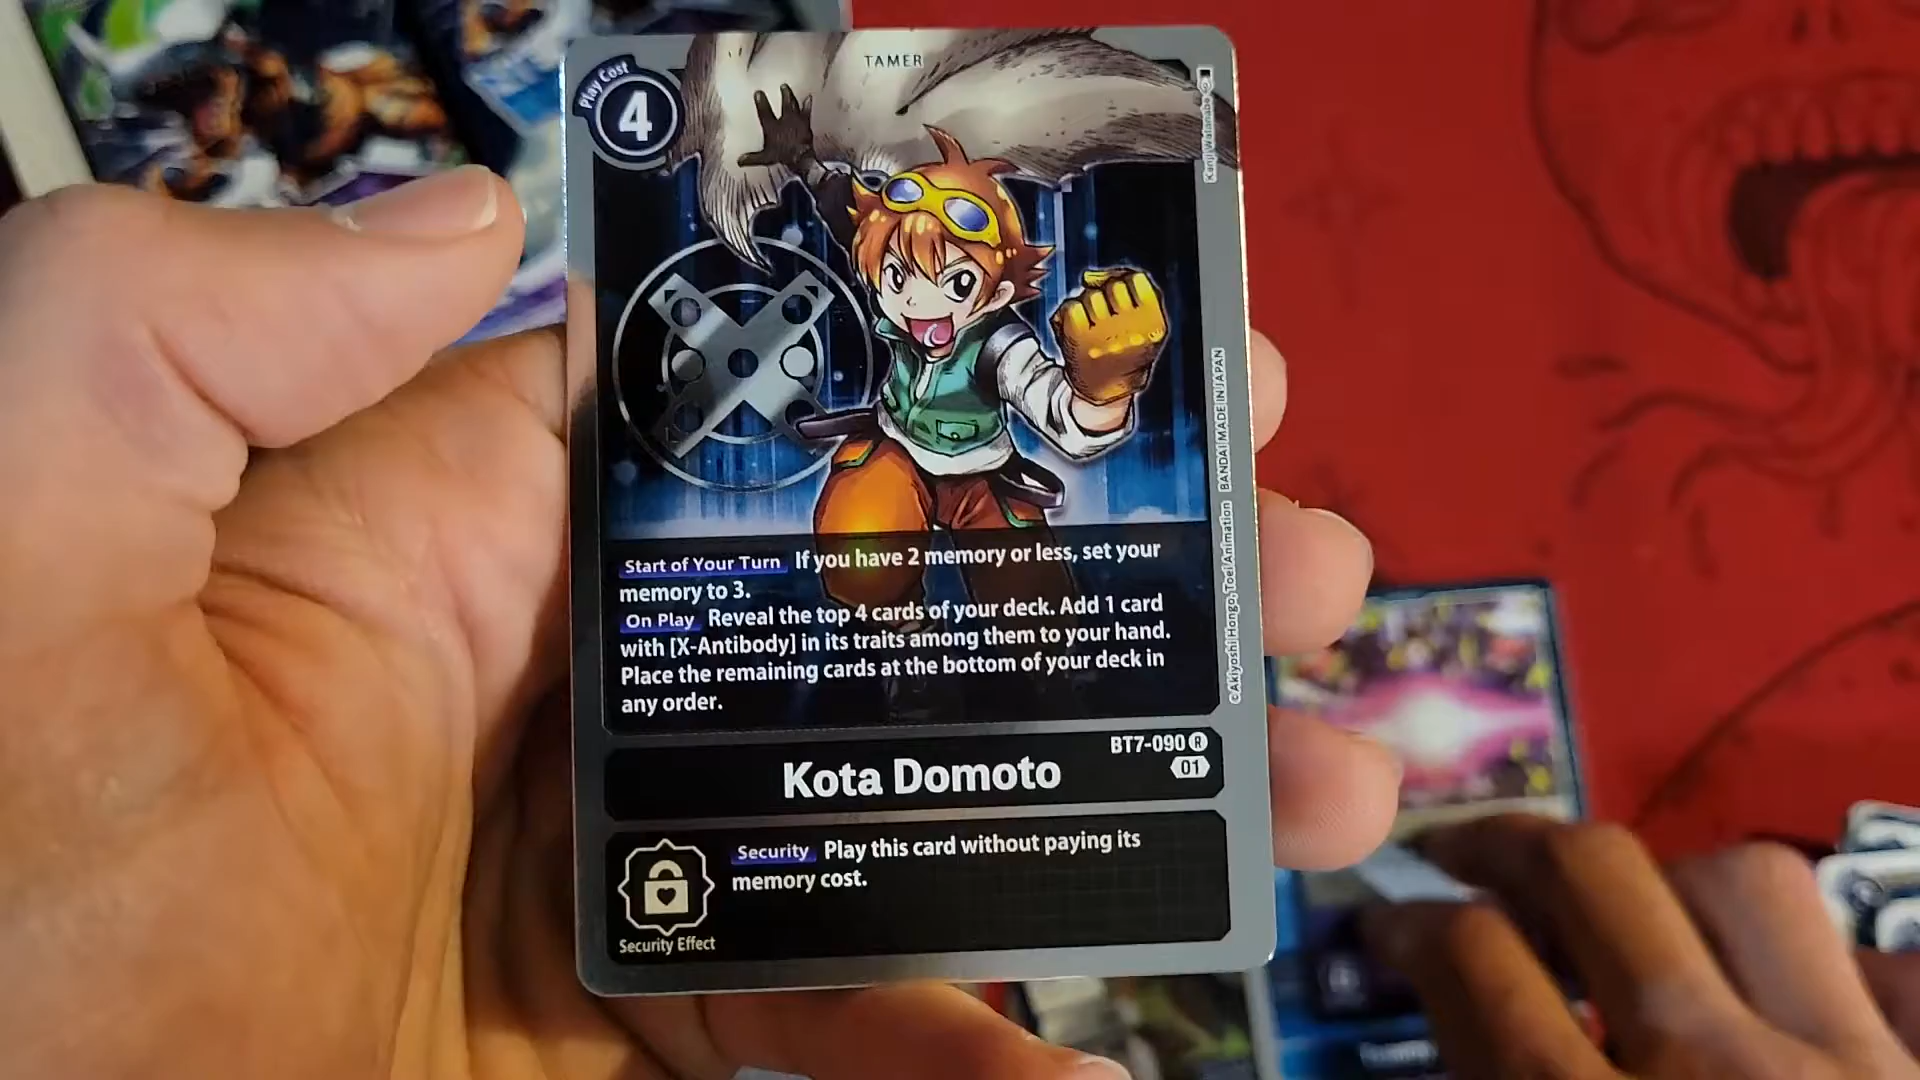 TAMER
Play Cost
4
Kanji Watanabe
BANDAI MADE IN JAPAN
©Akiyoshi Hongo, Toei Animation
Start of Your Turn If you have 2 memory or less, set your
memory to 3.
On Play Reveal the top 4 cards of your deck. Add 1 card
with [X-Antibody] in its traits among them to your hand.
Place the remaining cards at the bottom of your deck in
any order.
BT7-090 R
Kota Domoto
01
Security Play this card without paying its
memory cost.
Security Effect